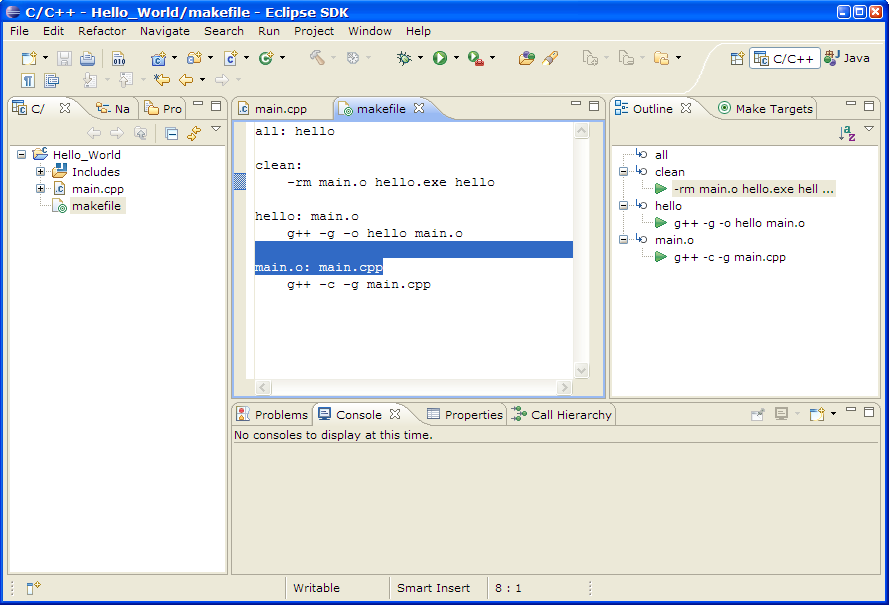 C/C++ - Hello_World/makefile - Eclipse SDK
File Edit Refactor Navigate Search Run Project Window Help
010
C/C++ Java
C/ Na Pro
Hello_World
Includes
main.cpp
makefile
main.cpp makefile
all: hello
clean:
-rm main.o hello.exe hello
hello: main.o
g++ -g -o hello main.o
main.o: main.cpp
g++ -c -g main.cpp
Outline Make Targets
all
clean
-rm main.o hello.exe hell ...
hello
g++ -g -o hello main.o
main.o
g++ -c -g main.cpp
Problems Console Properties Call Hierarchy
No consoles to display at this time.
Writable Smart Insert 8 : 1